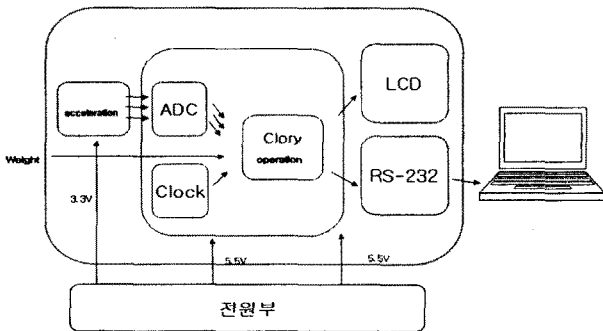 LCD
acceleration
ADC
Clory
operation
Weight
RS-232
Clock
3.3V
5.5V
5.5V
전원부